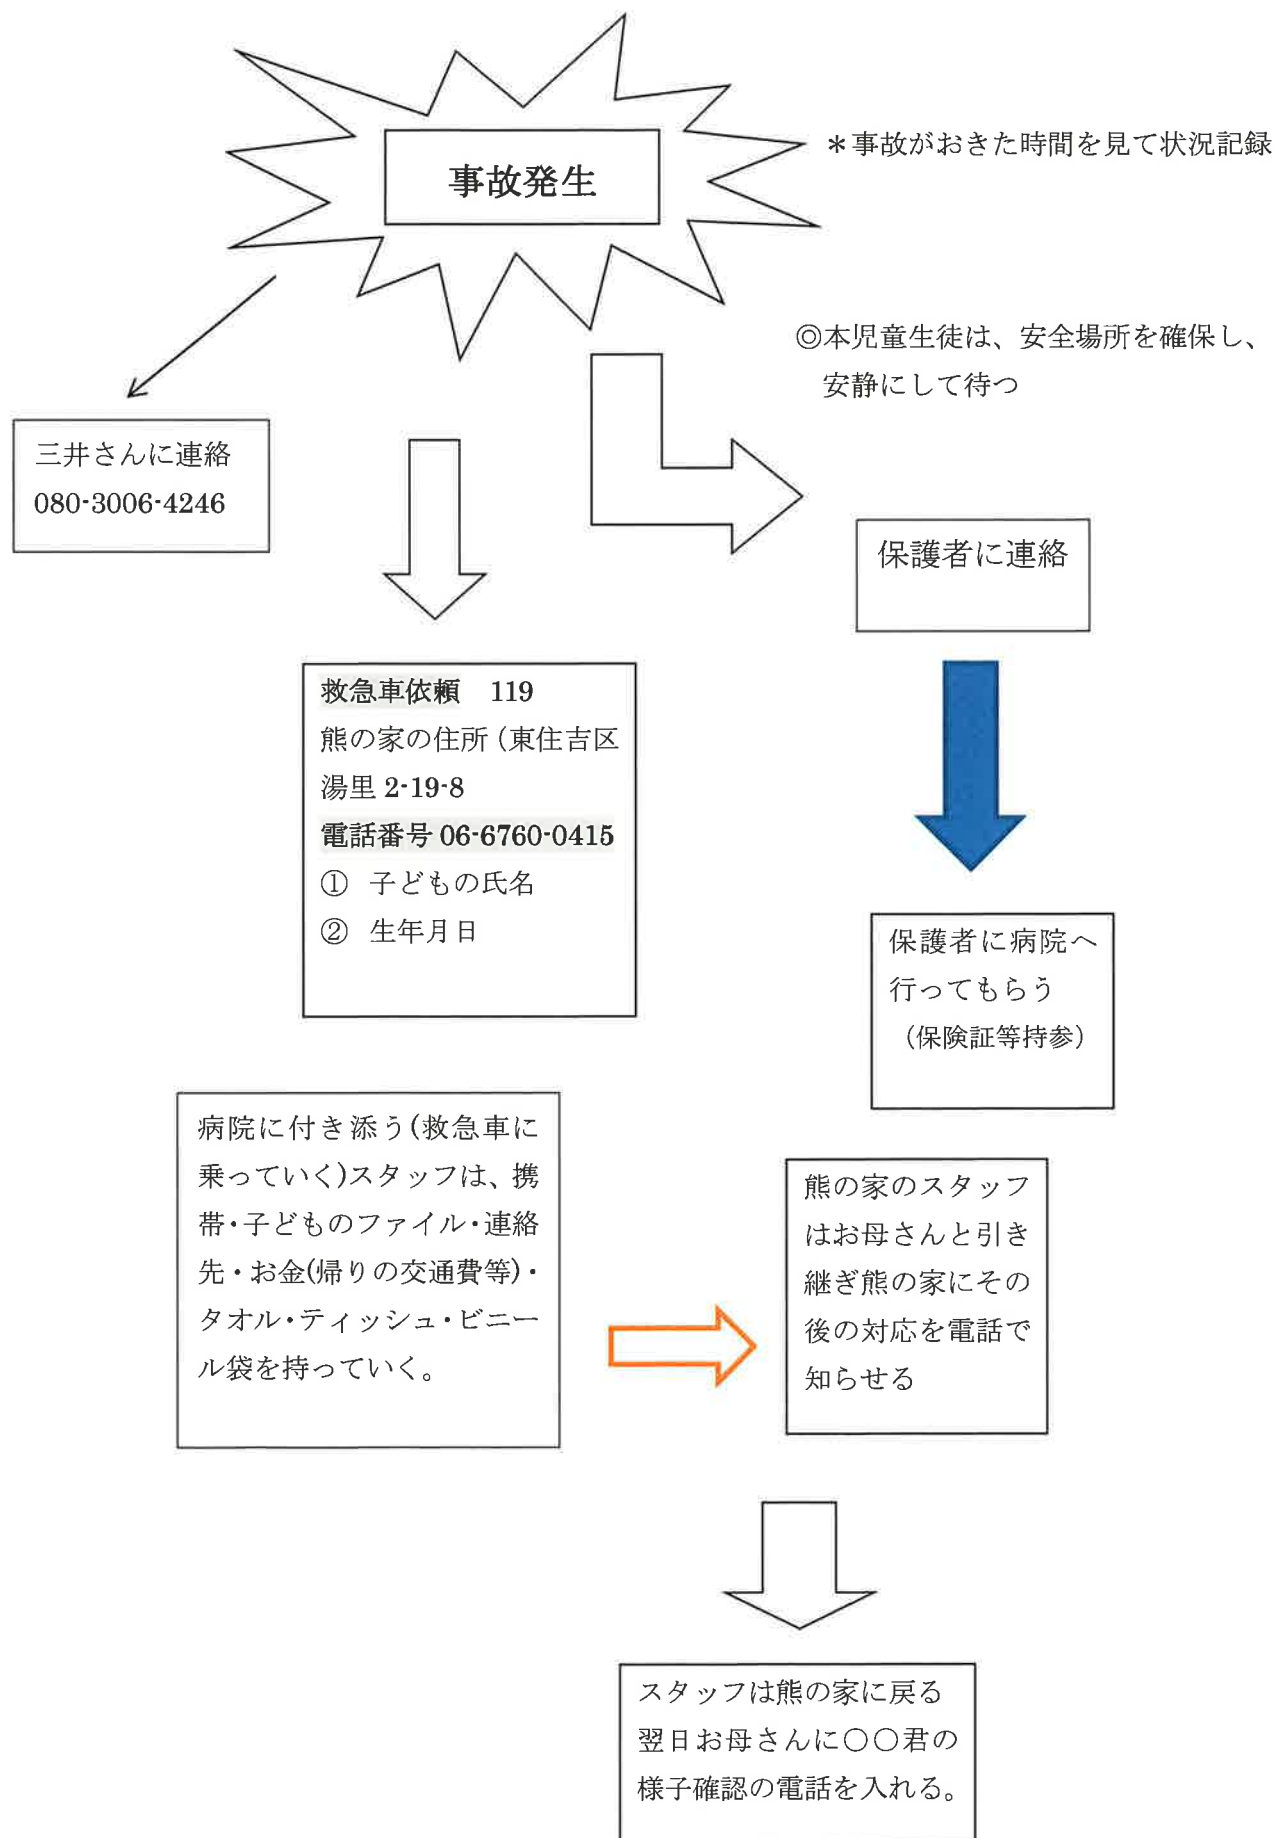 事故発生
＊事故がおきた時間を見て状況記録
◎本児童生徒は、安全場所を確保し、
安静にして待つ
三井さんに連絡
080-3006-4246
保護者に連絡
救急車依頼　119
熊の家の住所（東住吉区
湯里 2-19-8
電話番号 06-6760-0415
① 子どもの氏名
② 生年月日
保護者に病院へ
行ってもらう
（保険証等持参）
病院に付き添う(救急車に
乗っていく)スタッフは、携
帯・子どものファイル・連絡
先・お金(帰りの交通費等)・
タオル・ティッシュ・ビニー
ル袋を持っていく。
熊の家のスタッフ
はお母さんと引き
継ぎ熊の家にその
後の対応を電話で
知らせる
スタッフは熊の家に戻る
翌日お母さんに〇〇君の
様子確認の電話を入れる。